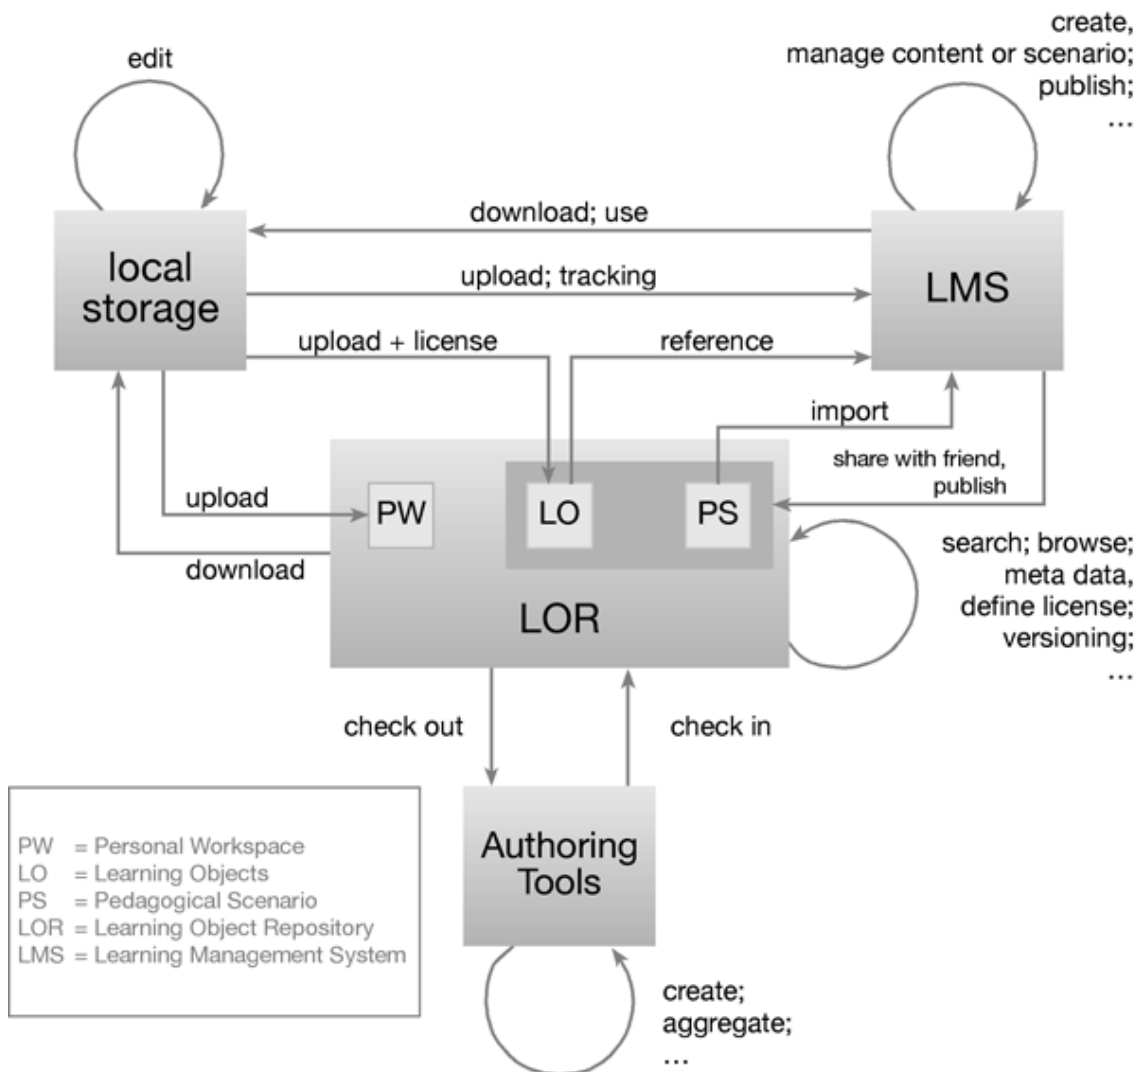 edit
create,
manage content or scenario;
publish;
...
download; use
local
storage
LMS
upload; tracking
upload + license
reference
import
share with friend,
publish
upload
PW
LO
PS
download
search; browse;
meta data,
define license;
versioning;
...
LOR
check out
check in
Authoring
Tools
PW = Personal Workspace
LO = Learning Objects
PS = Pedagogical Scenario
LOR = Learning Object Repository
LMS = Learning Management System
create;
aggregate;
...